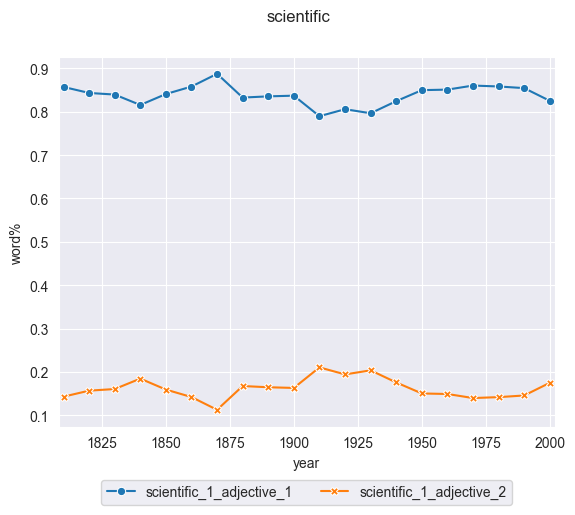 scientific
0.9
0.8
0.7
0.6
0.5
0.4
0.3
0.2
0.1
word%
1825 1850 1875 1900 1925 1950 1975 2000
year
scientific_1_adjective_1 scientific_1_adjective_2